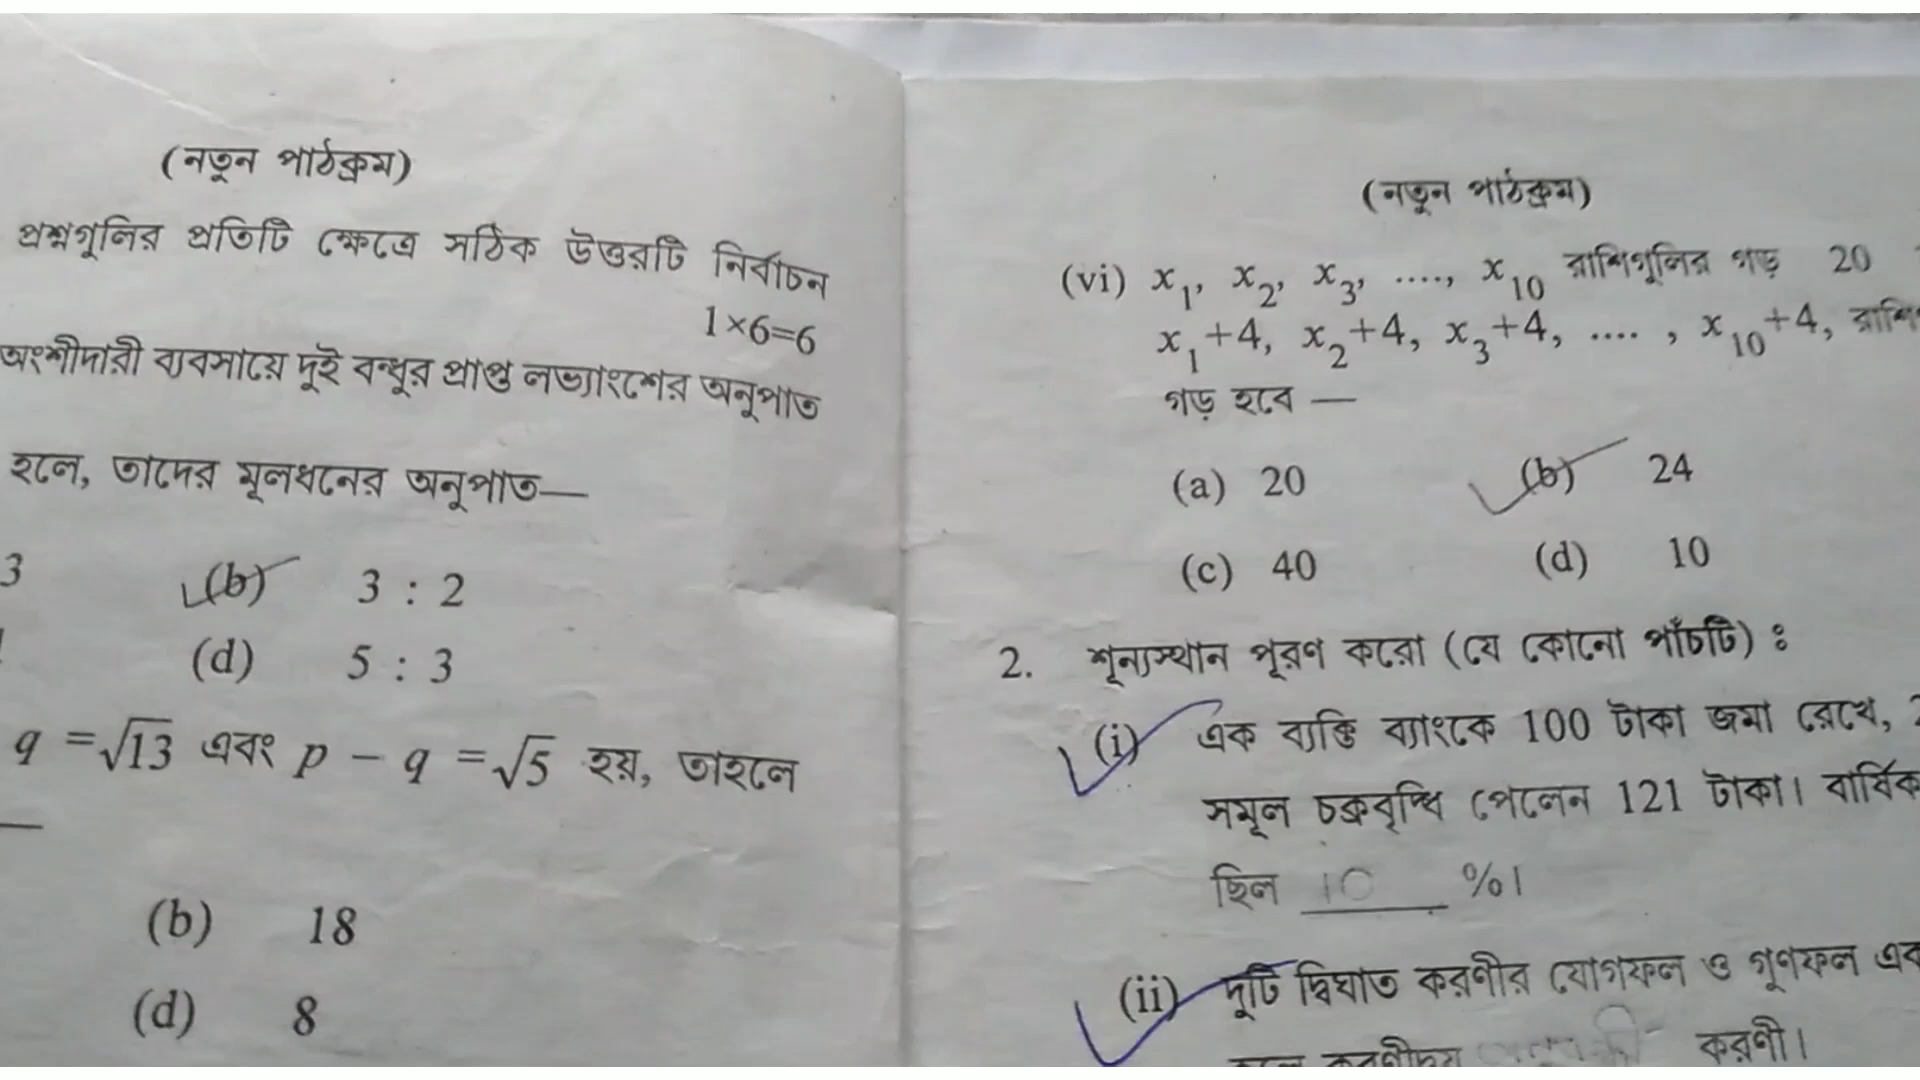 (নতুন পাঠক্রম)
প্রশ্নগুলির প্রতিটি ক্ষেত্রে সঠিক উত্তরটি নির্বাচন
1×6=6
অংশীদারী ব্যবসায়ে দুই বন্ধুর প্রাপ্ত লভ্যাংশের অনুপাত
হলে, তাদের মূলধনের অনুপাত—
3 (b) 3 : 2
(d) 5 : 3
q =√13 এবং p − q =√5 হয়, তাহলে
—
(b) 18
(d) 8
(নতুন পাঠক্রম)
(vi) x₁, x₂, x₃, ...., x₁₀ রাশিগুলির গড় 20
x₁+4, x₂+4, x₃+4, .... , x₁₀+4,
গড় হবে —
(a) 20 (b) 24
(c) 40 (d) 10
2. শূন্যস্থান পূরণ করো (যে কোনো পাঁচটি) ঃ
(i) এক ব্যক্তি ব্যাংকে 100 টাকা জমা রেখে,
সমূল চক্রবৃদ্ধি পেলেন 121 টাকা। বার্ষিক
ছিল 10 %।
(ii) দুটি দ্বিঘাত করণীর যোগফল ও গুণফল
হলে করণীদ্বয় করণী।